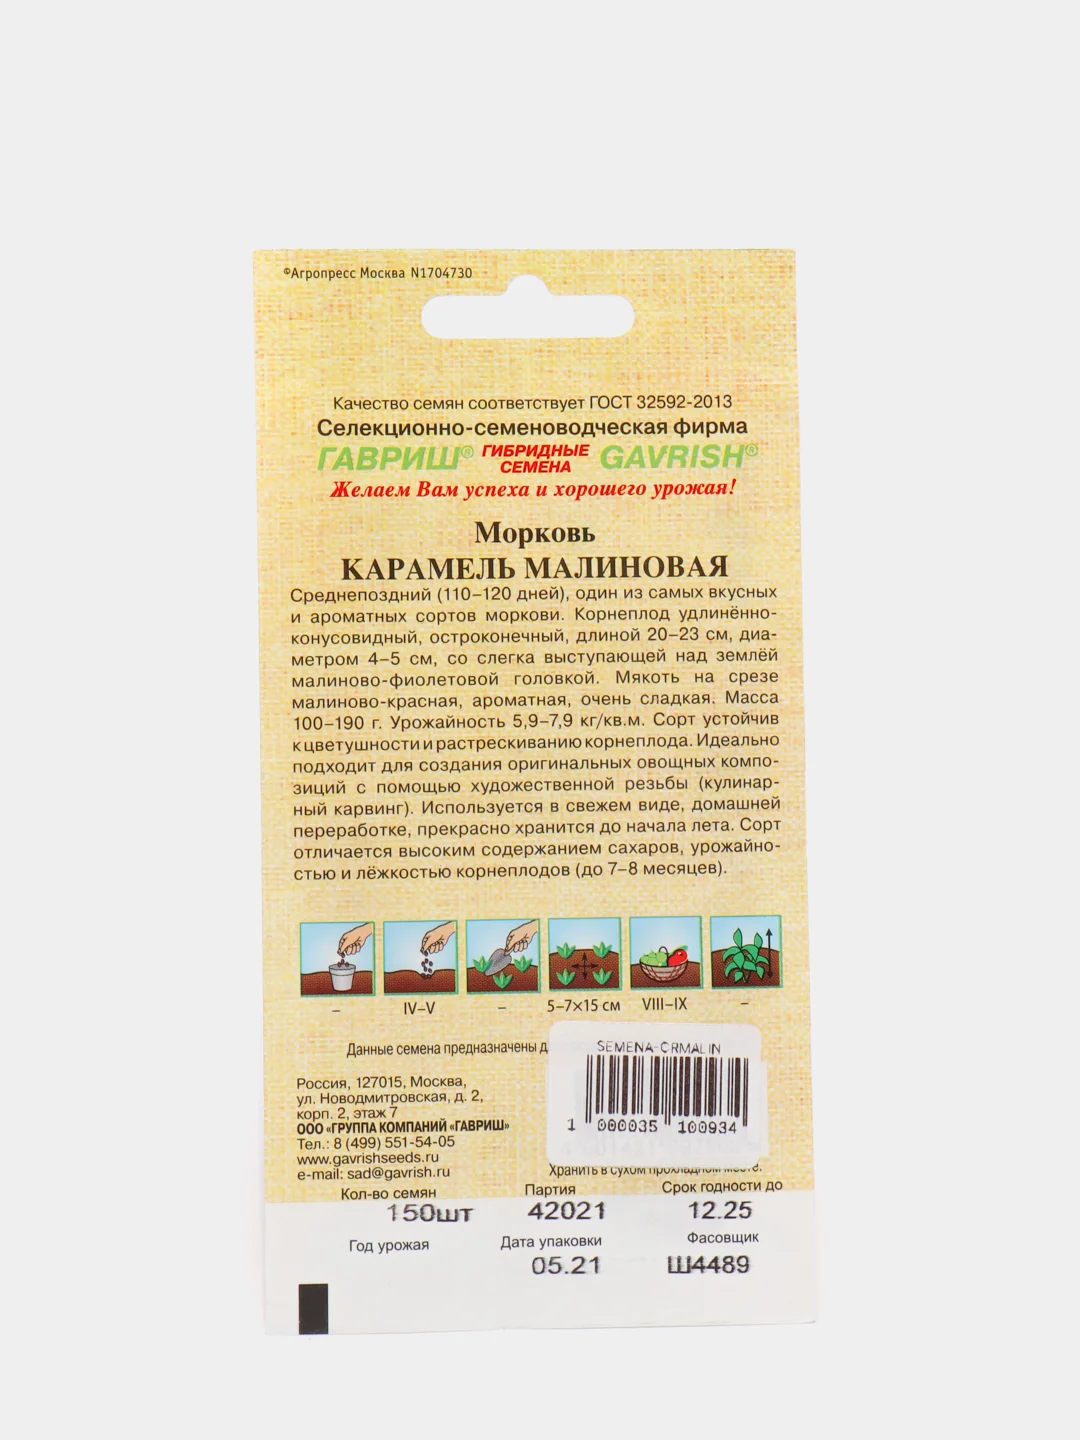 ©Агропресс Москва N1704730
Качество семян соответствует ГОСТ 32592-2013
Селекционно-семеноводческая фирма
ГАВРИШ® ГИБРИДНЫЕ СЕМЕНА GAVRISH®
Желаем Вам успеха и хорошего урожая!
Морковь
КАРАМЕЛЬ МАЛИНОВАЯ
Среднепоздний (110–120 дней), один из самых вкусных
и ароматных сортов моркови. Корнеплод удлинённо-
конусовидный, остроконечный, длиной 20–23 см, диа-
метром 4–5 см, со слегка выступающей над землёй
малиново-фиолетовой головкой. Мякоть на срезе
малиново-красная, ароматная, очень сладкая. Масса
100–190 г. Урожайность 5,9–7,9 кг/кв.м. Сорт устойчив
к цветушности и растрескиванию корнеплода. Идеально
подходит для создания оригинальных овощных компо-
зиций с помощью художественной резьбы (кулинар-
ный карвинг). Используется в свежем виде, домашней
переработке, прекрасно хранится до начала лета. Сорт
отличается высоким содержанием сахаров, урожайно-
стью и лёжкостью корнеплодов (до 7–8 месяцев).
– IV–V – 5–7×15 см VIII–IX –
Данные семена предназначены
SEMENA-CRMALIN
1 000035 100934
Россия, 127015, Москва,
ул. Новодмитровская, д. 2,
корп. 2, этаж 7
ООО «ГРУППА КОМПАНИЙ «ГАВРИШ»
Тел.: 8 (499) 551-54-05
www.gavrishseeds.ru
e-mail: sad@gavrish.ru
Хранить в сухом прохладном месте.
Кол-во семян Партия Срок годности до
150шт 42021 12.25
Год урожая Дата упаковки Фасовщик
05.21 Ш4489